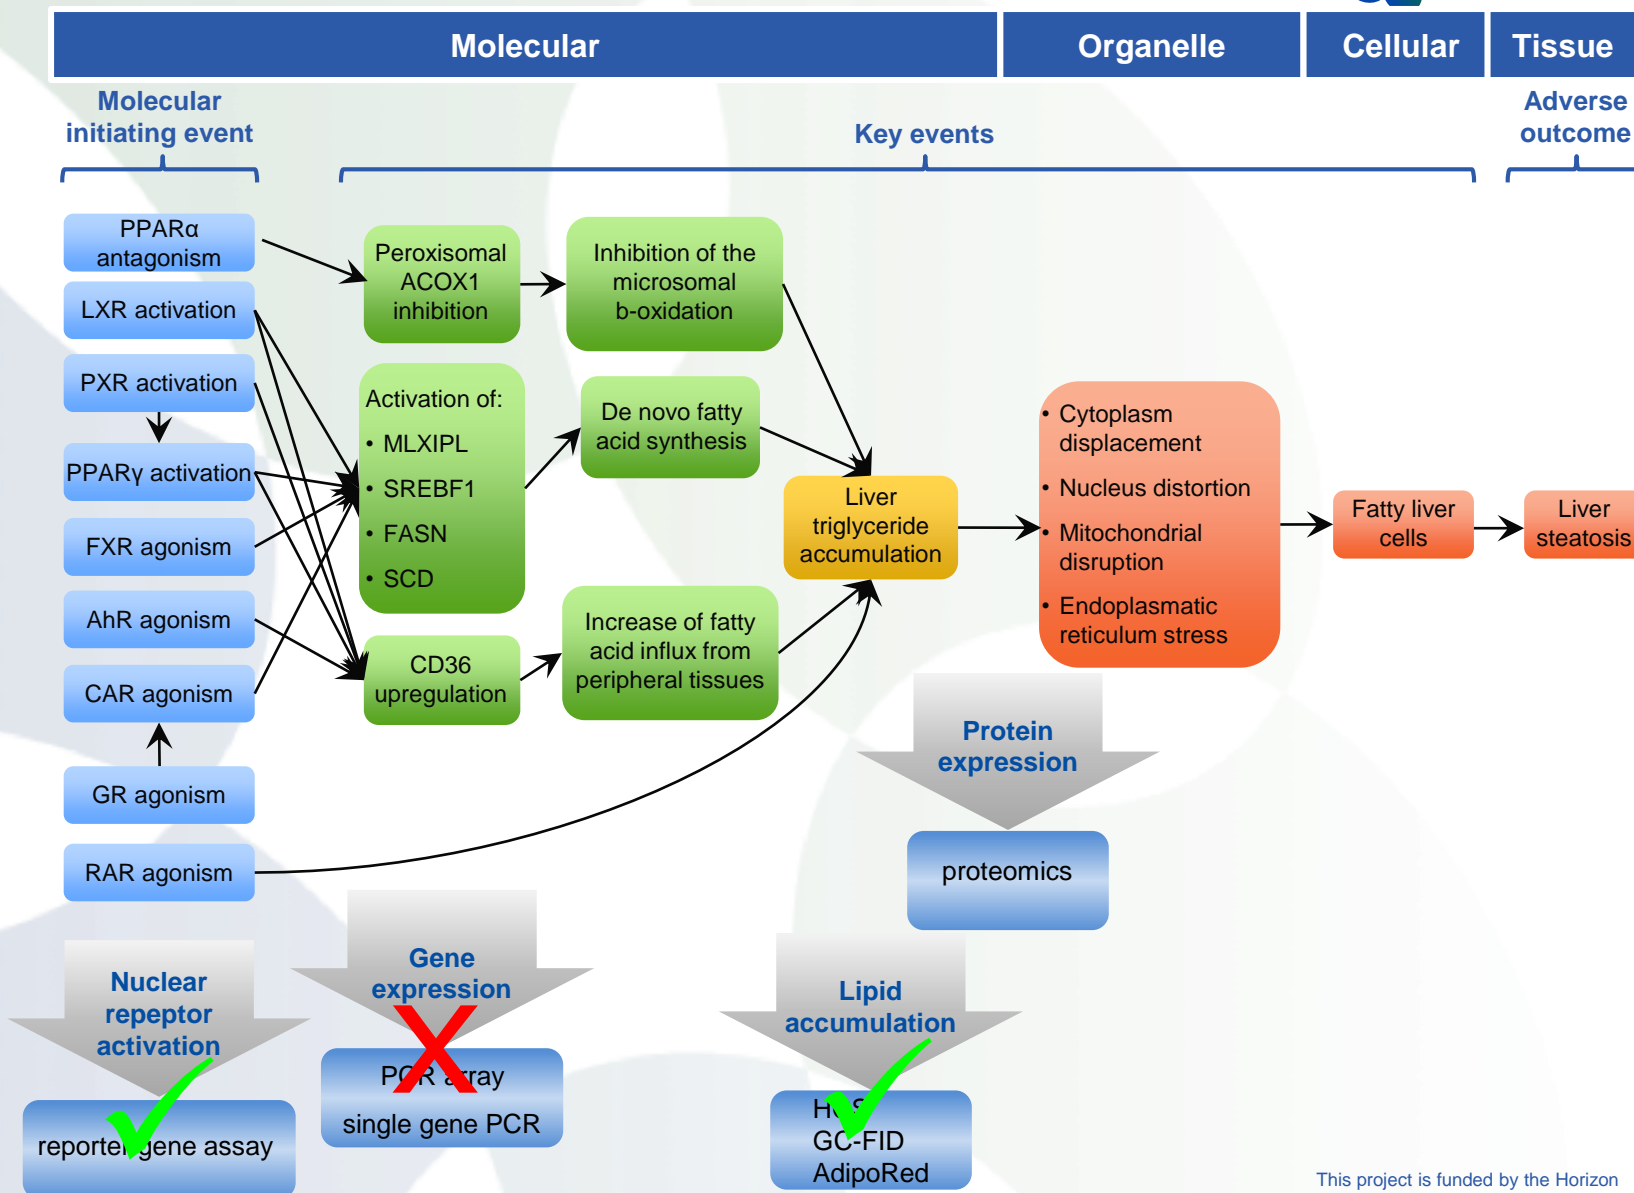 Molecular
Organelle
Cellular
Tissue
Molecular
initiating event
Key events
Adverse
outcome
PPARα
antagonism
LXR activation
PXR activation
PPARγ activation
FXR agonism
AhR agonism
CAR agonism
GR agonism
RAR agonism
Peroxisomal
ACOX1
inhibition
Inhibition of the
microsomal
b-oxidation
Activation of:
• MLXIPL
• SREBF1
• FASN
• SCD
De novo fatty
acid synthesis
CD36
upregulation
Increase of fatty
acid influx from
peripheral tissues
Liver
triglyceride
accumulation
• Cytoplasm
displacement
• Nucleus distortion
• Mitochondrial
disruption
• Endoplasmatic
reticulum stress
Fatty liver
cells
Liver
steatosis
Protein
expression
proteomics
Nuclear
repeptor
activation
reporter gene assay
Gene
expression
PCR array
single gene PCR
Lipid
accumulation
GC-FID
AdipoRed
This project is funded by the Horizon